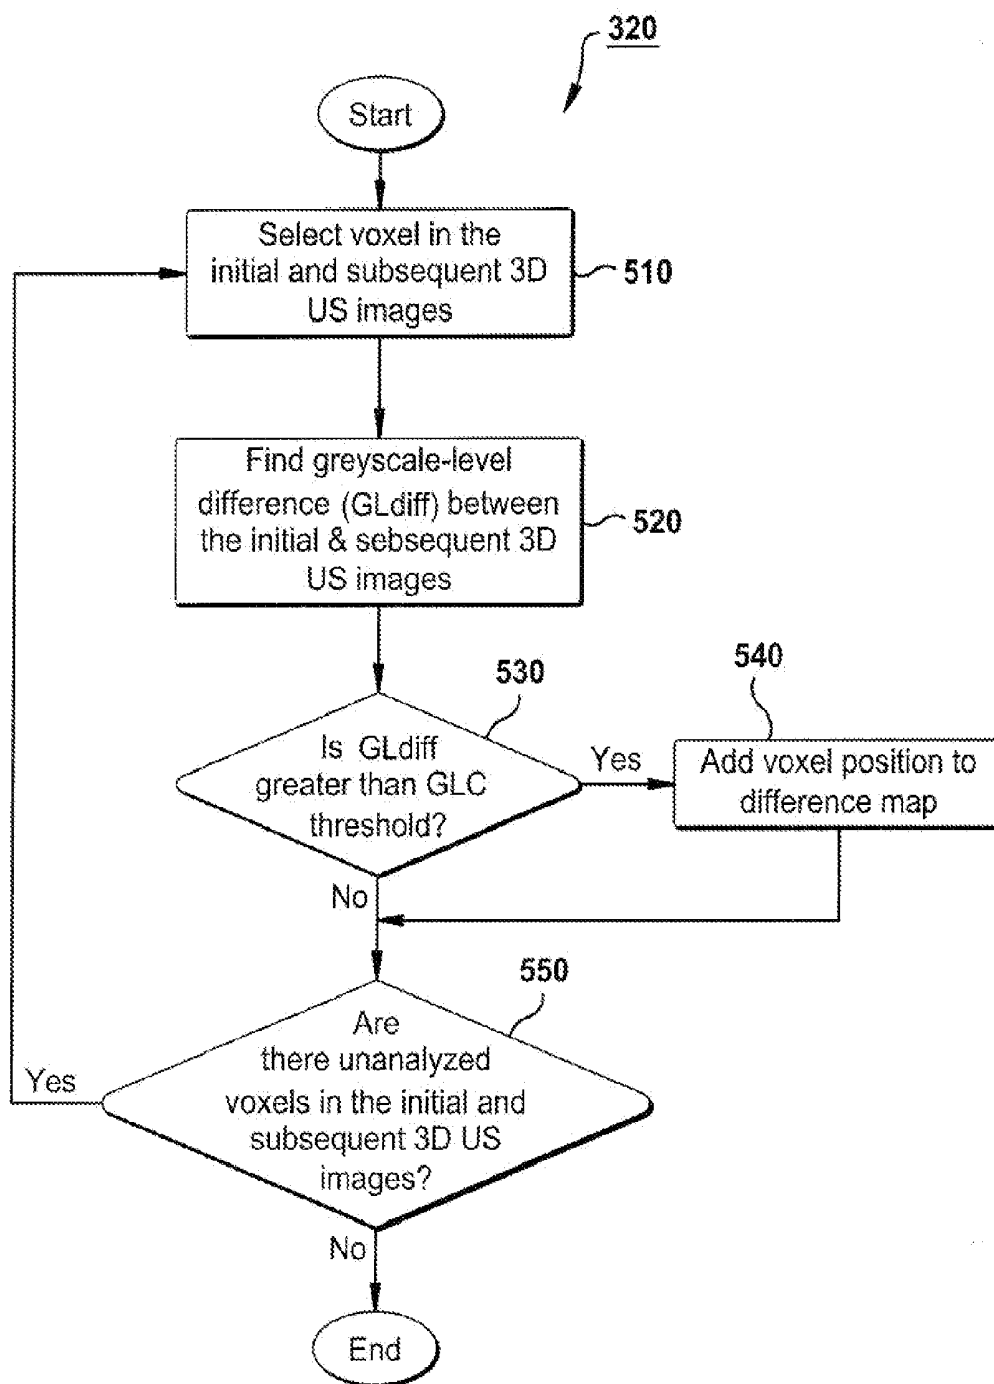 320
Start
Select voxel in the
initial and subsequent 3D
US images
510
Find greyscale-level
difference (GLdiff) between
the initial & sebsequent 3D
US images
520
530
Is GLdiff
greater than GLC
threshold?
Yes
540
Add voxel position to
difference map
No
550
Are
there unanalyzed
voxels in the initial and
subsequent 3D US
images?
Yes
No
End